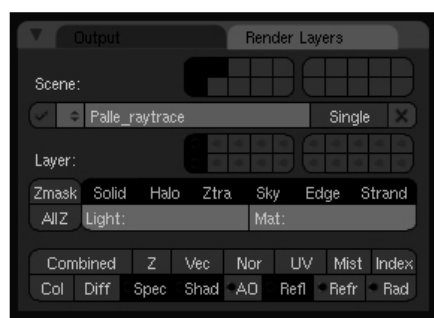 Output Render Layers
Scene:
Palle_raytrace Single X
Layer:
Zmask Solid Halo Ztra Sky Edge Strand
AllZ Light: Mat:
Combined Z Vec Nor UV Mist Index
Col Diff Spec Shad AO Refl Refr Rad